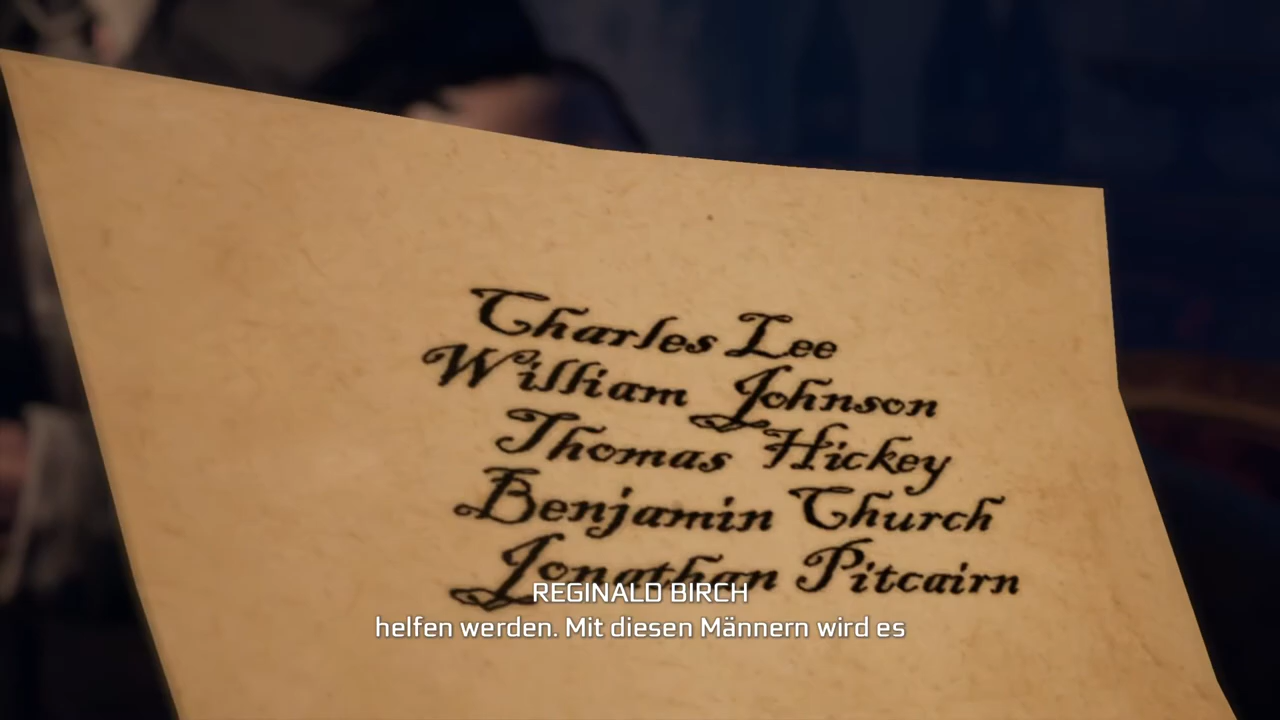 Charles Lee
William Johnson
Thomas Hickey
Benjamin Church
Jonathan Pitcairn
REGINALD BIRCH
helfen werden. Mit diesen Männern wird es